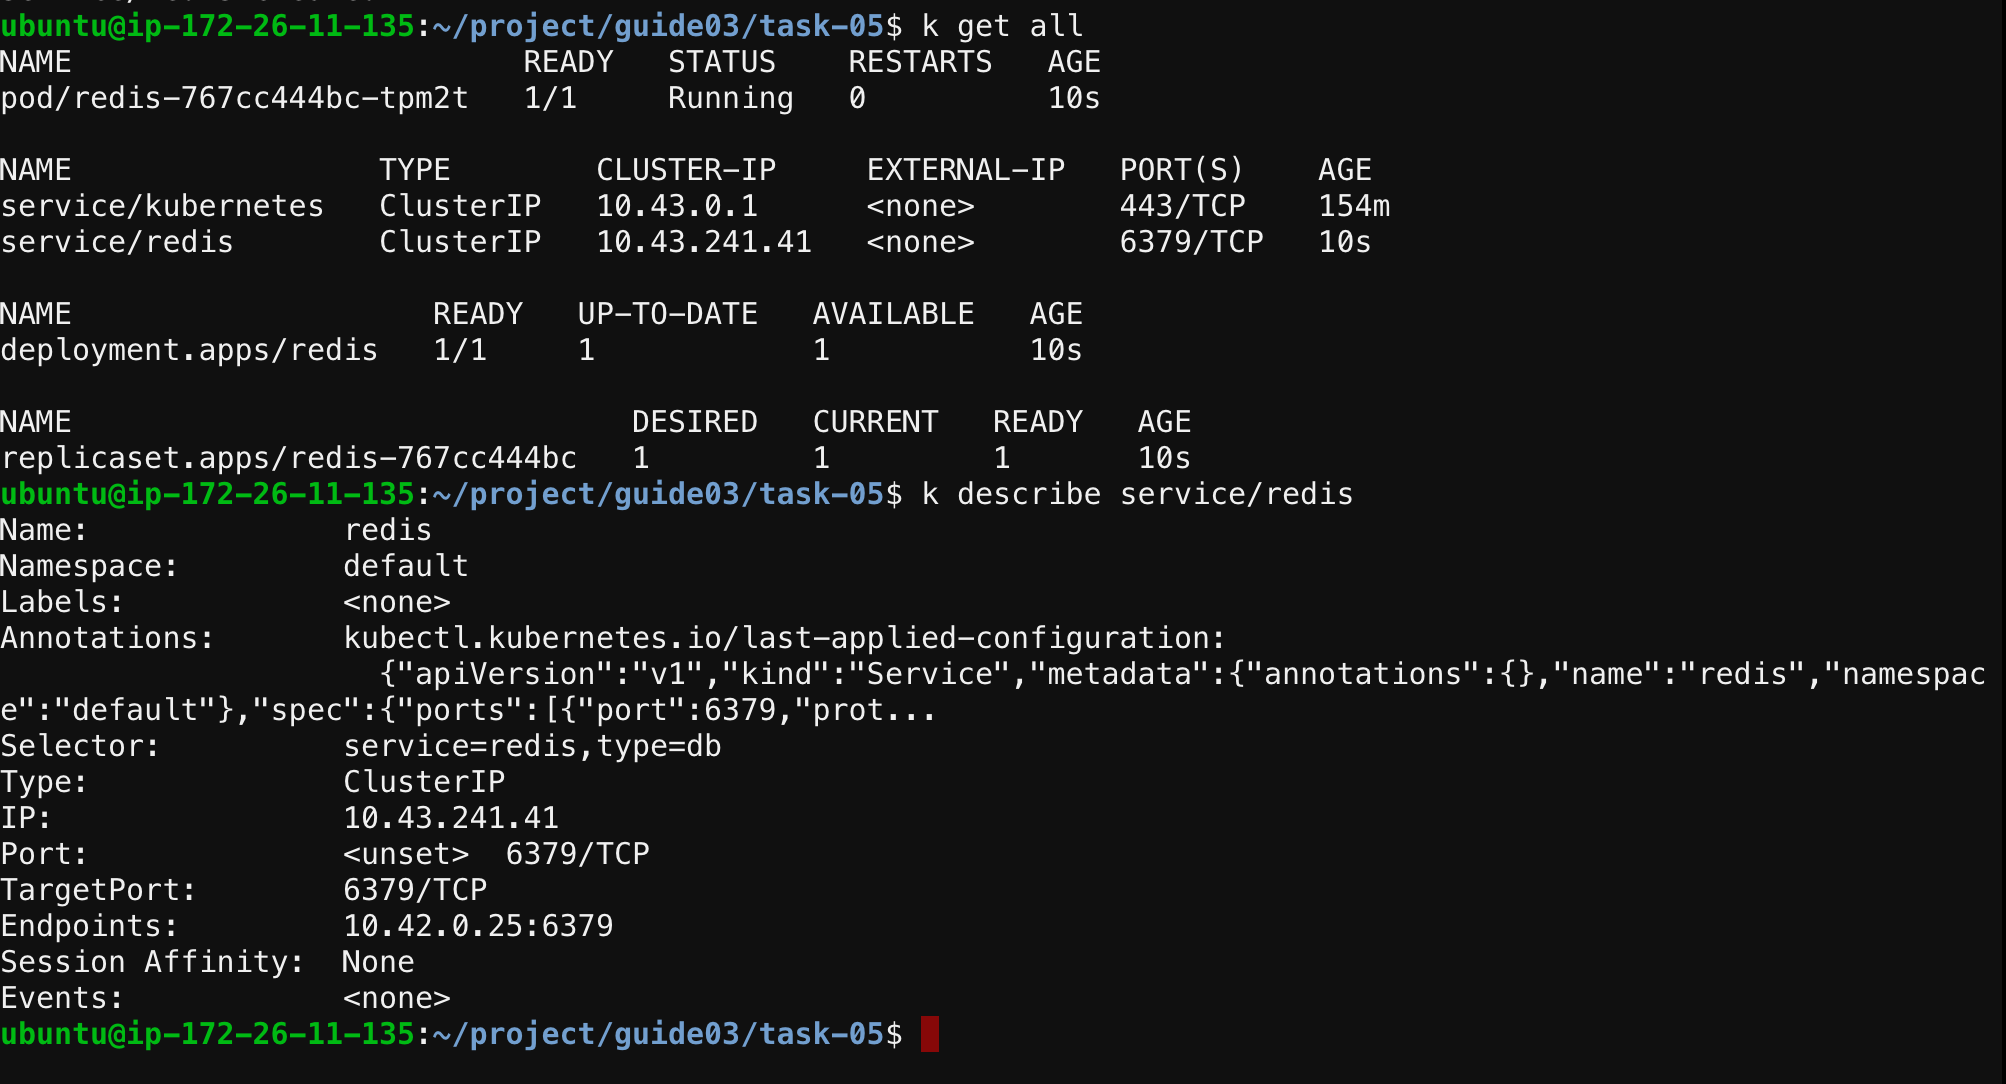 ubuntu@ip-172-26-11-135:~/project/guide03/task-05$ k get all
NAME                         READY   STATUS    RESTARTS   AGE
pod/redis-767cc444bc-tpm2t   1/1     Running   0          10s

NAME                 TYPE        CLUSTER-IP     EXTERNAL-IP   PORT(S)    AGE
service/kubernetes   ClusterIP   10.43.0.1      <none>        443/TCP    154m
service/redis        ClusterIP   10.43.241.41   <none>        6379/TCP   10s

NAME                    READY   UP-TO-DATE   AVAILABLE   AGE
deployment.apps/redis   1/1     1            1           10s

NAME                               DESIRED   CURRENT   READY   AGE
replicaset.apps/redis-767cc444bc   1         1         1       10s
ubuntu@ip-172-26-11-135:~/project/guide03/task-05$ k describe service/redis
Name:              redis
Namespace:         default
Labels:            <none>
Annotations:       kubectl.kubernetes.io/last-applied-configuration:
                     {"apiVersion":"v1","kind":"Service","metadata":{"annotations":{},"name":"redis","namespac
e":"default"},"spec":{"ports":[{"port":6379,"prot...
Selector:          service=redis,type=db
Type:              ClusterIP
IP:                10.43.241.41
Port:              <unset>  6379/TCP
TargetPort:        6379/TCP
Endpoints:         10.42.0.25:6379
Session Affinity:  None
Events:            <none>
ubuntu@ip-172-26-11-135:~/project/guide03/task-05$